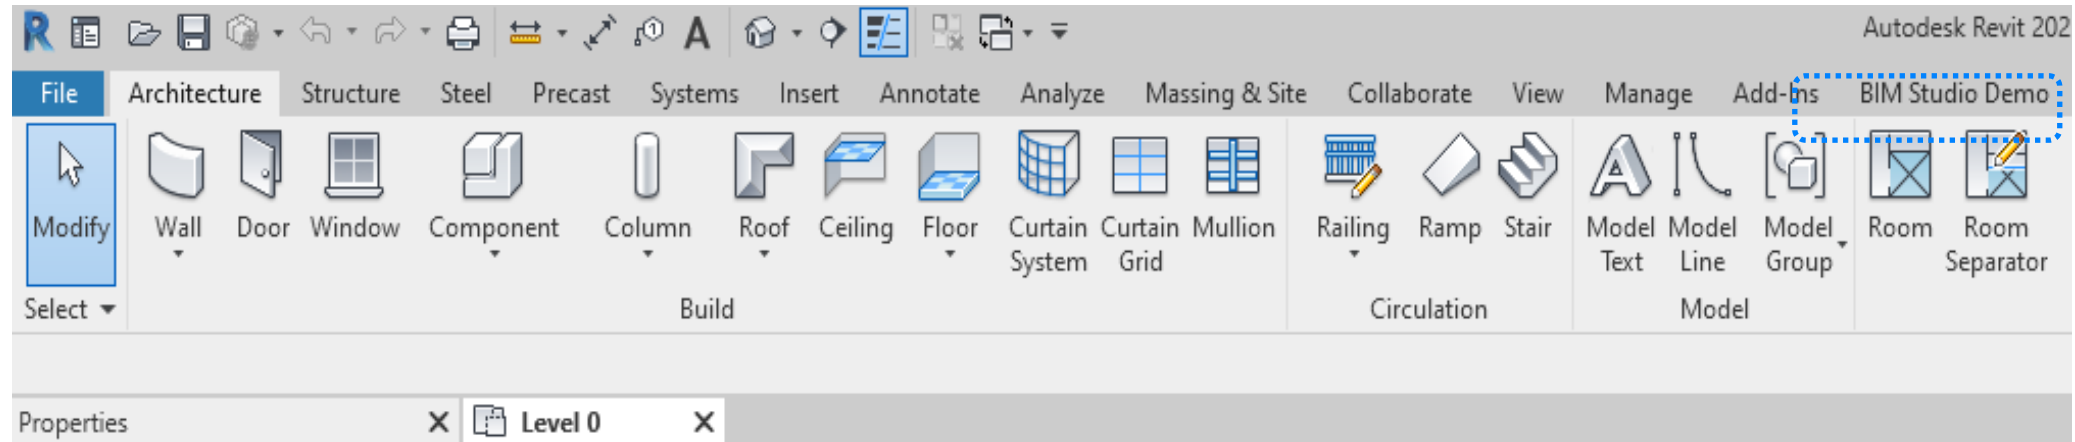 Autodesk Revit 202
File Architecture Structure Steel Precast Systems Insert Annotate Analyze Massing & Site Collaborate View Manage Add-Ins BIM Studio Demo
Modify Wall Door Window Component Column Roof Ceiling Floor Curtain System Curtain Grid Mullion Railing Ramp Stair Model Text Model Line Model Group Room Room Separator
Select Build Circulation Model
Properties Level 0